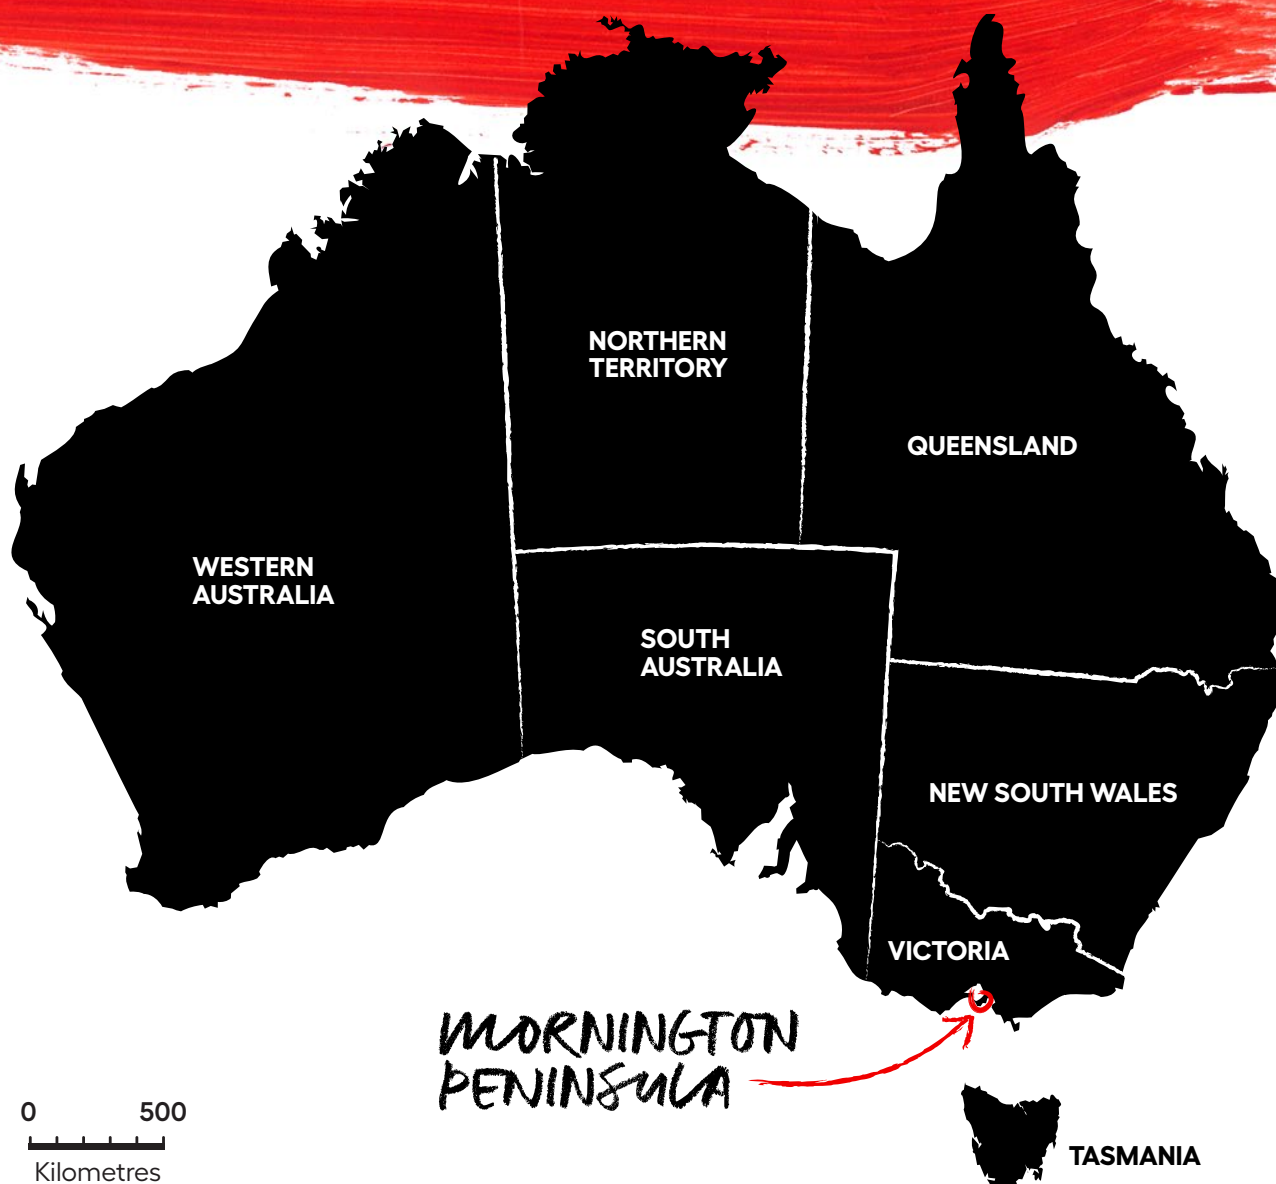 NORTHERN
TERRITORY
QUEENSLAND
WESTERN
AUSTRALIA
SOUTH
AUSTRALIA
NEW SOUTH WALES
VICTORIA
MORNINGTON
PENINSULA
0 500
Kilometres
TASMANIA